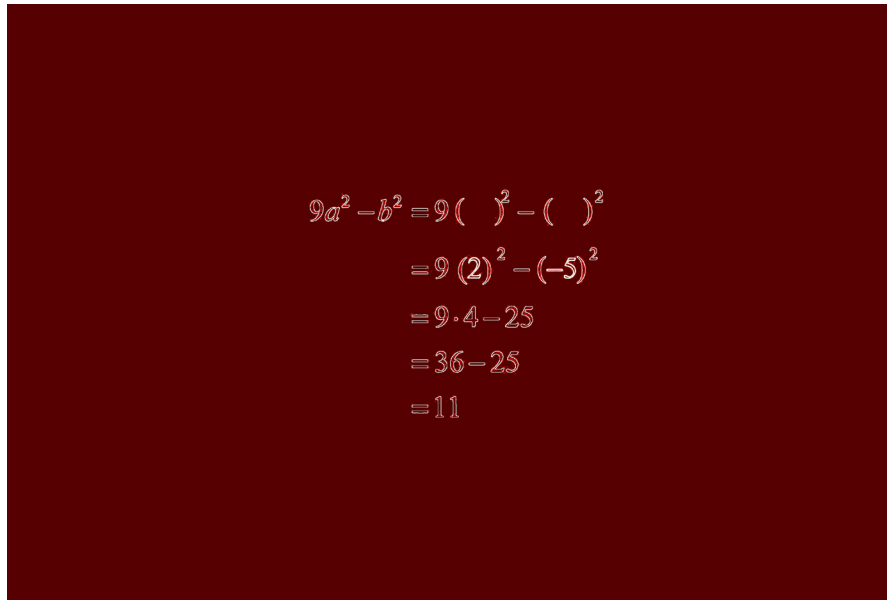 9a² − b² = 9(  )² − (  )²
= 9(2)² − (−5)²
= 9·4 − 25
= 36 − 25
= 11